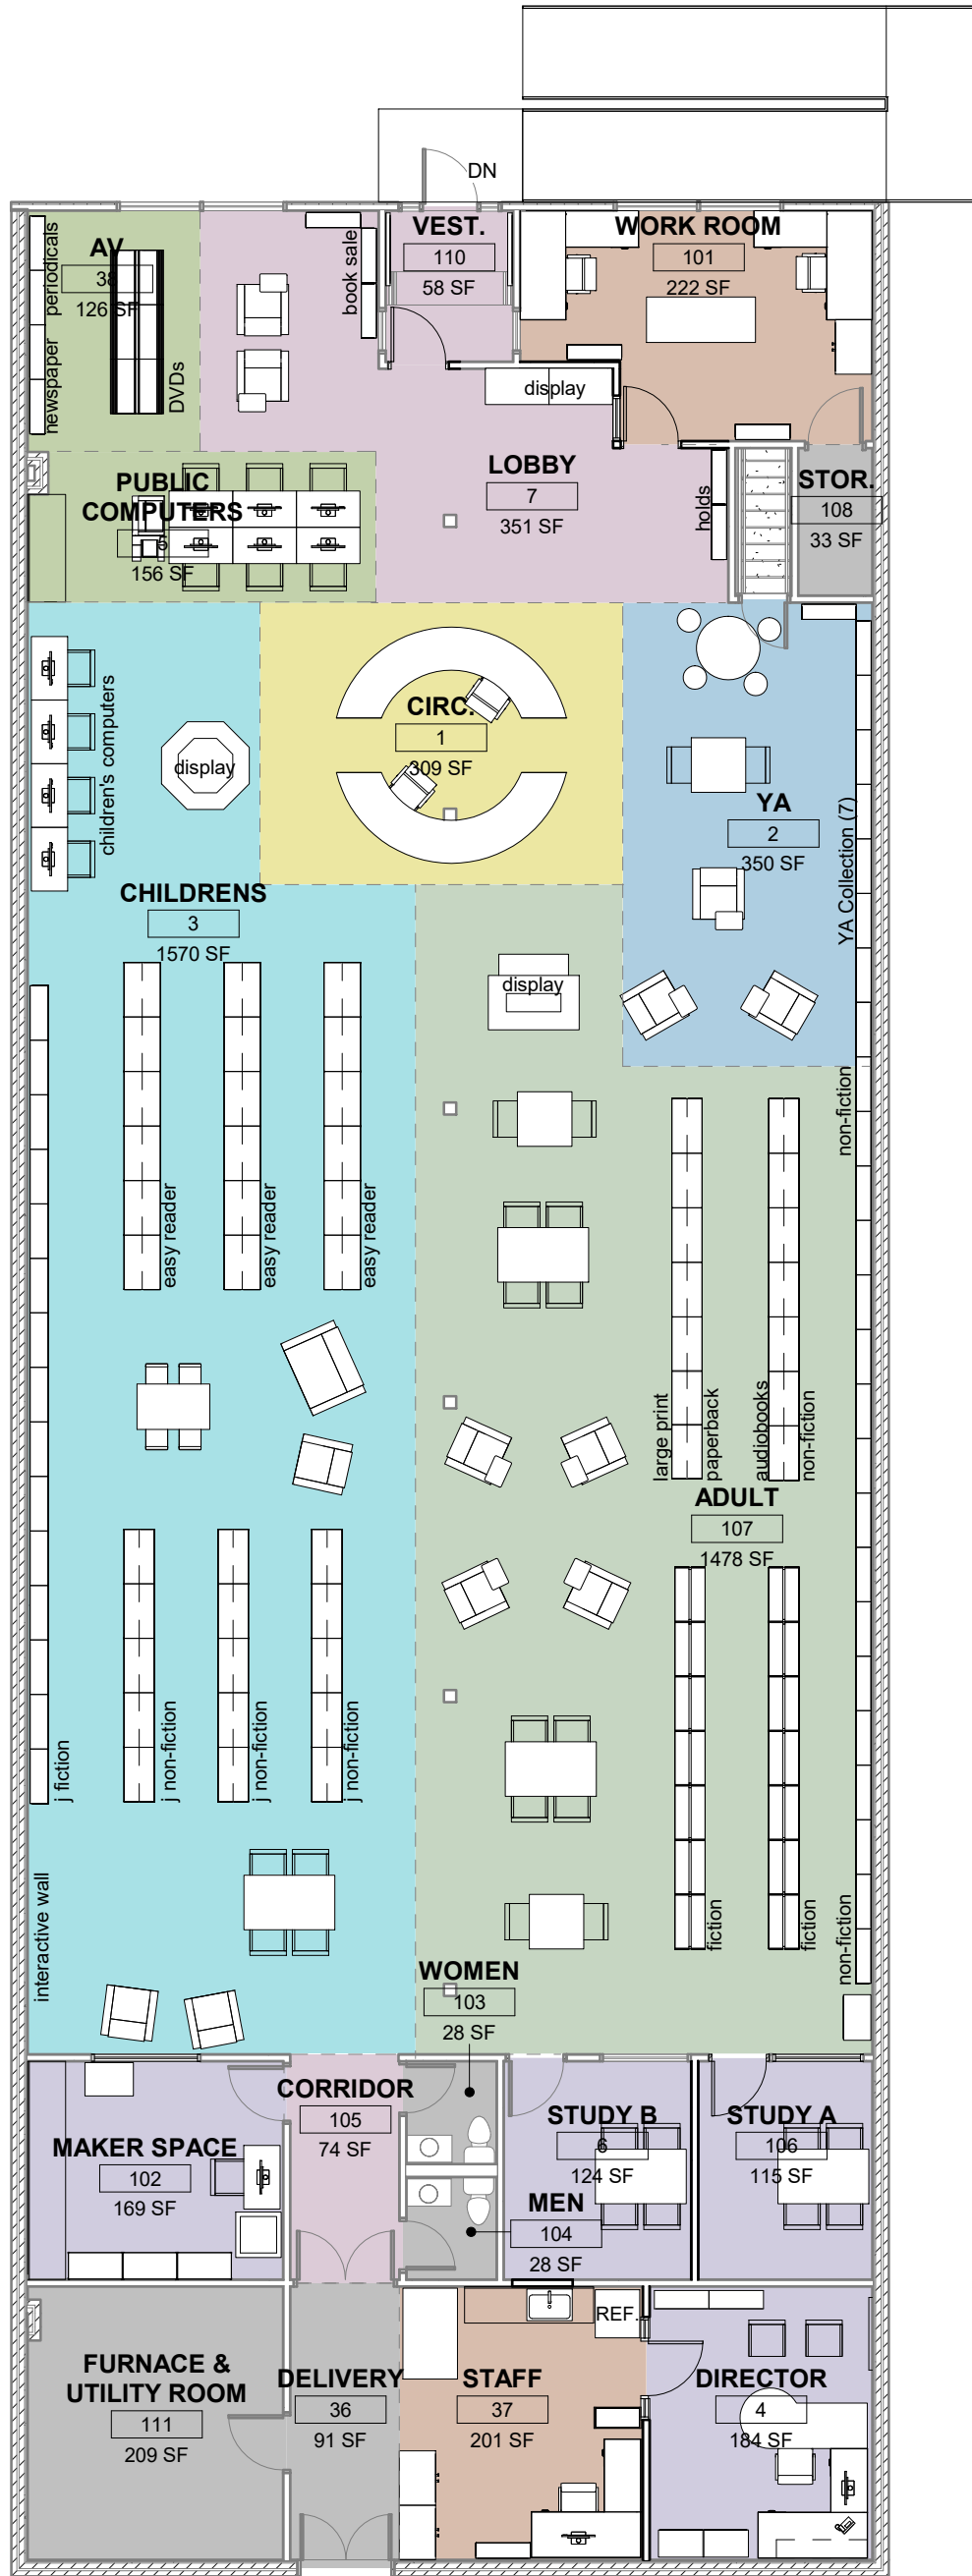 DN
VEST.
110
58 SF
WORK ROOM
101
222 SF
AV
38
126 SF
periodicals
newspaper
DVDs
book sale
display
LOBBY
7
351 SF
holds
STOR.
108
33 SF
PUBLIC
COMPUTERS
5
156 SF
children's computers
display
CIRC.
1
309 SF
YA
2
350 SF
YA Collection (7)
CHILDRENS
3
1570 SF
display
non-fiction
easy reader
easy reader
easy reader
large print
paperback
audiobooks
non-fiction
ADULT
107
1478 SF
j fiction
j non-fiction
j non-fiction
j non-fiction
interactive wall
fiction
fiction
non-fiction
WOMEN
103
28 SF
CORRIDOR
105
74 SF
MAKER SPACE
102
169 SF
STUDY B
6
124 SF
STUDY A
106
115 SF
MEN
104
28 SF
REF.
FURNACE &
UTILITY ROOM
111
209 SF
DELIVERY
36
91 SF
STAFF
37
201 SF
DIRECTOR
4
184 SF